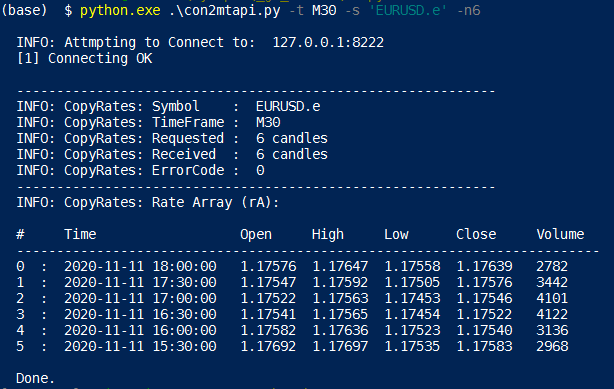 (base) $ python.exe .\con2mtapi.py -t M30 -s 'EURUSD.e' -n6
INFO: Attmpting to Connect to: 127.0.0.1:8222
[1] Connecting OK
------------------------------------------------------------
INFO: CopyRates: Symbol : EURUSD.e
INFO: CopyRates: TimeFrame : M30
INFO: CopyRates: Requested : 6 candles
INFO: CopyRates: Received : 6 candles
INFO: CopyRates: ErrorCode : 0
------------------------------------------------------------
INFO: CopyRates: Rate Array (rA):
# Time Open High Low Close Volume
-------------------------------------------------------------------------
0 : 2020-11-11 18:00:00 1.17576 1.17647 1.17558 1.17639 2782
1 : 2020-11-11 17:30:00 1.17547 1.17592 1.17505 1.17576 3442
2 : 2020-11-11 17:00:00 1.17522 1.17563 1.17453 1.17546 4101
3 : 2020-11-11 16:30:00 1.17541 1.17565 1.17454 1.17522 4122
4 : 2020-11-11 16:00:00 1.17582 1.17636 1.17523 1.17540 3136
5 : 2020-11-11 15:30:00 1.17692 1.17697 1.17535 1.17583 2968
Done.